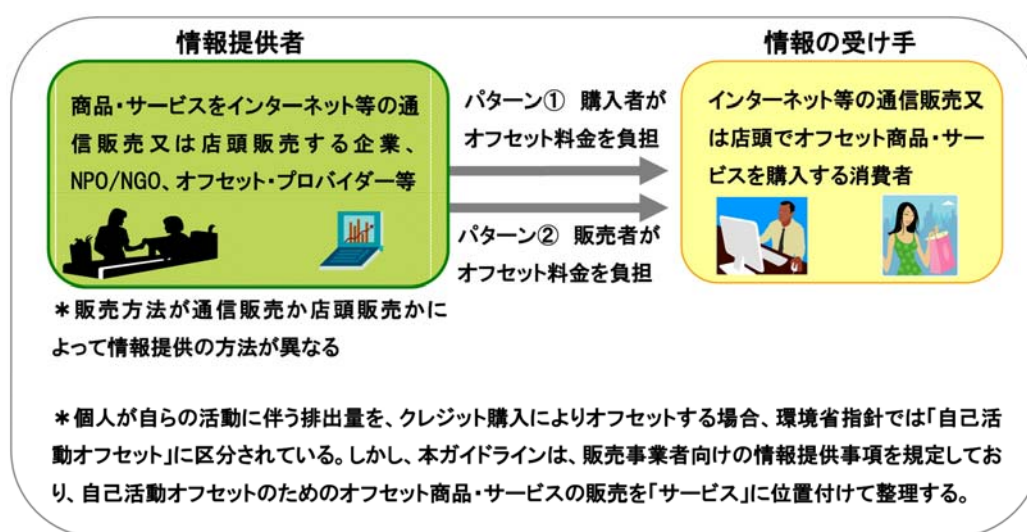 情報提供者
商品・サービスをインターネット等の通
信販売又は店頭販売する企業、
NPO/NGO、オフセット・プロバイダー等
パターン① 購入者が
オフセット料金を負担
パターン② 販売者が
オフセット料金を負担
情報の受け手
インターネット等の通信販売又
は店頭でオフセット商品・サー
ビスを購入する消費者
＊販売方法が通信販売か店頭販売かに
よって情報提供の方法が異なる
＊個人が自らの活動に伴う排出量を、クレジット購入によりオフセットする場合、環境省指針では「自己活
動オフセット」に区分されている。しかし、本ガイドラインは、販売事業者向けの情報提供事項を規定してお
り、自己活動オフセットのためのオフセット商品・サービスの販売を「サービス」に位置付けて整理する。